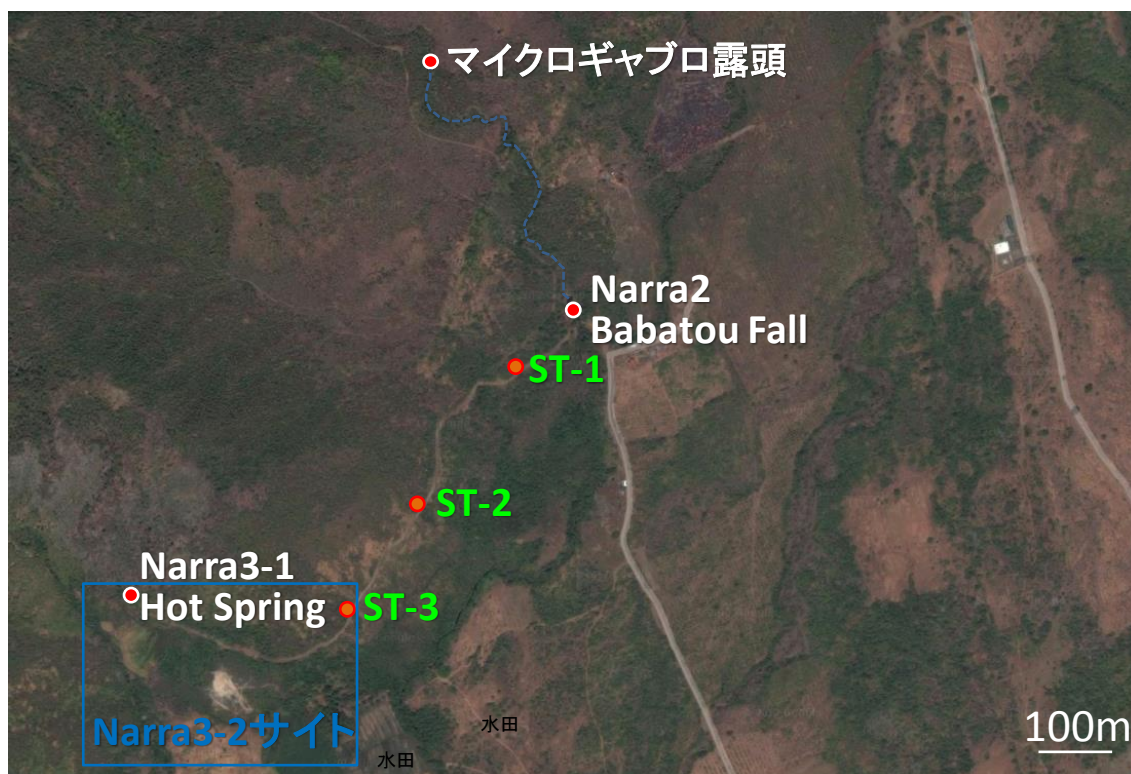 マイクロギャブロ露頭
Narra2
Babatou Fall
ST-1
ST-2
Narra3-1
Hot Spring
ST-3
Narra3-2サイト
水田
水田
100m